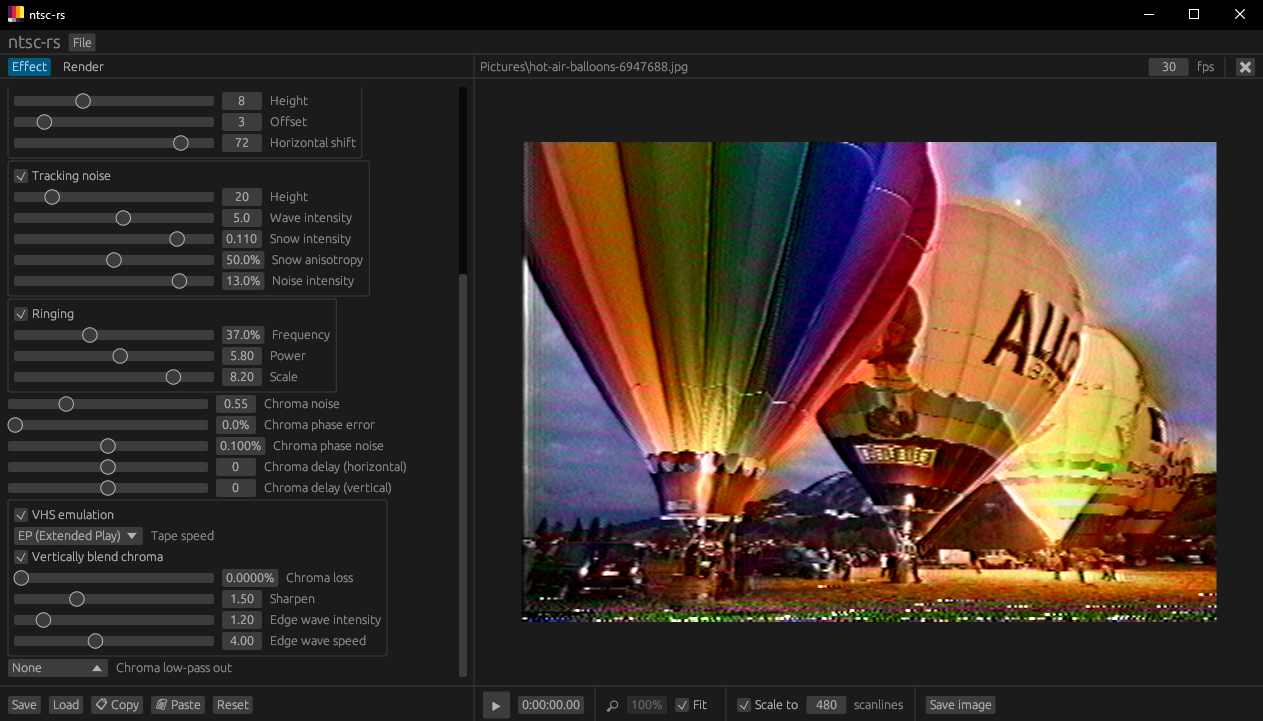 ntsc-rs
ntsc-rs File
Effect Render
Pictures\hot-air-balloons-6947688.jpg 30 fps
8 Height
3 Offset
72 Horizontal shift
Tracking noise
20 Height
5.0 Wave intensity
0.110 Snow intensity
50.0% Snow anisotropy
13.0% Noise intensity
Ringing
37.0% Frequency
5.80 Power
8.20 Scale
0.55 Chroma noise
0.0% Chroma phase error
0.100% Chroma phase noise
0 Chroma delay (horizontal)
0 Chroma delay (vertical)
VHS emulation
EP (Extended Play) Tape speed
Vertically blend chroma
0.0000% Chroma loss
1.50 Sharpen
1.20 Edge wave intensity
4.00 Edge wave speed
None Chroma low-pass out
Save Load Copy Paste Reset
0:00:00.00 100% Fit Scale to 480 scanlines Save image